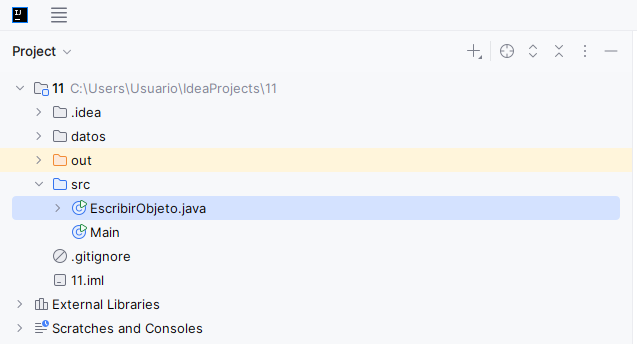 IJ
Project
11 C:\Users\Usuario\IdeaProjects\11
.idea
datos
out
src
EscribirObjeto.java
Main
.gitignore
11.iml
External Libraries
Scratches and Consoles